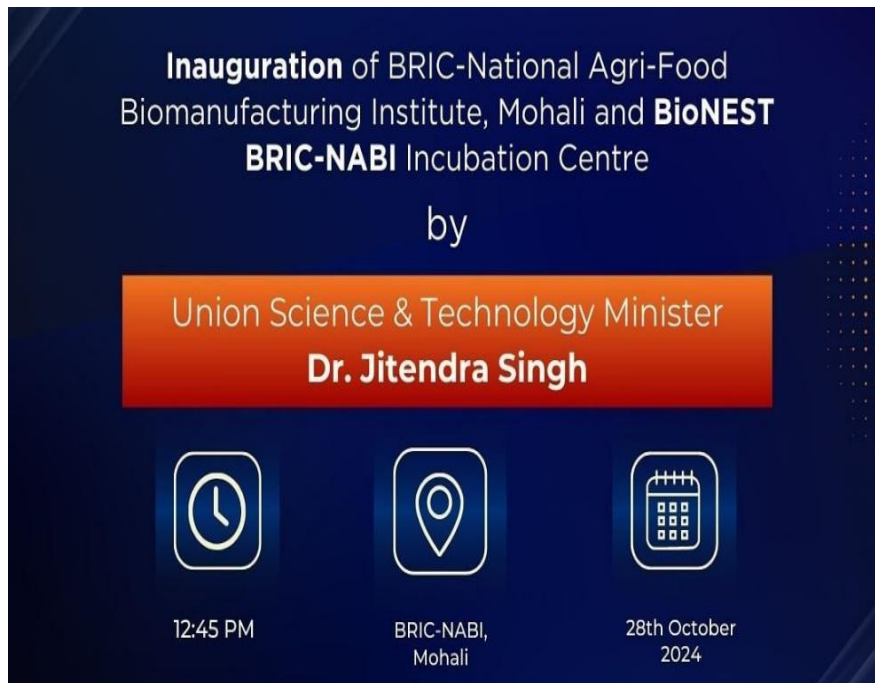 Inauguration of BRIC-National Agri-Food
Biomanufacturing Institute, Mohali and BioNEST
BRIC-NABI Incubation Centre
by
Union Science & Technology Minister
Dr. Jitendra Singh
12:45 PM
BRIC-NABI,
Mohali
28th October
2024